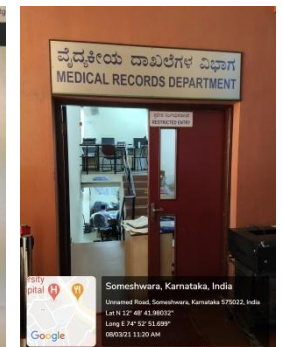 ವೈದ್ಯಕೀಯ ದಾಖಲೆಗಳ ವಿಭಾಗ
MEDICAL RECORDS DEPARTMENT
RESTRICTED ENTRY
rsity
pital
Google
Someshwara, Karnataka, India
Unnamed Road, Someshwara, Karnataka 575022, India
Lat N 12° 48' 41.98032"
Long E 74° 52' 51.699"
08/03/21 11:20 AM